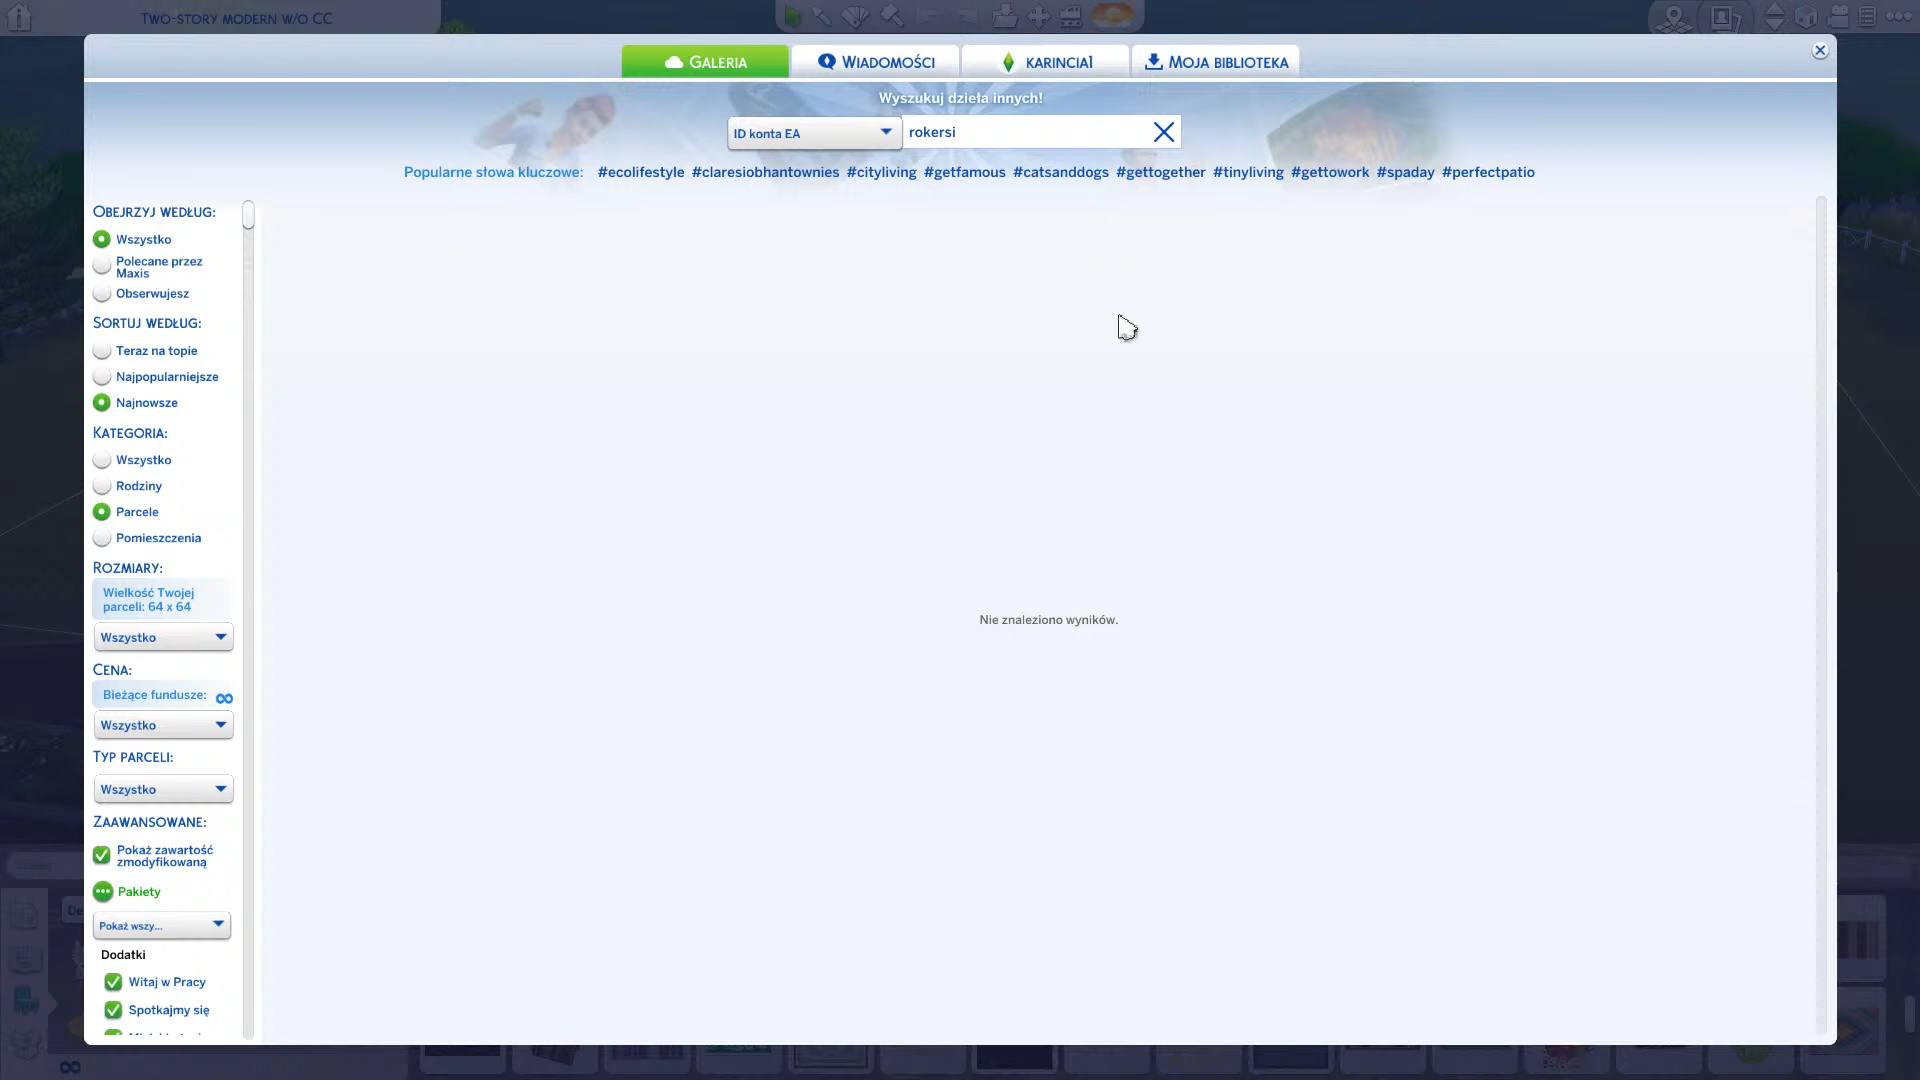 TWO-STORY MODERN W/O CC
GALERIA
WIADOMOŚCI
KARINCIA1
MOJA BIBLIOTEKA
Wyszukuj dzieła innych!
ID konta EA
rokersi
Popularne słowa kluczowe: #ecolifestyle #claresiobhantownies #cityliving #getfamous #catsanddogs #gettogether #tinyliving #gettowork #spaday #perfectpatio
OBEJRZYJ WEDŁUG:
Wszystko
Polecane przez
Maxis
Obserwujesz
SORTUJ WEDŁUG:
Teraz na topie
Najpopularniejsze
Najnowsze
KATEGORIA:
Wszystko
Rodziny
Parcele
Pomieszczenia
ROZMIARY:
Wielkość Twojej
parceli: 64 x 64
Wszystko
CENA:
Bieżące fundusze: ∞
Wszystko
TYP PARCELI:
Wszystko
ZAAWANSOWANE:
Pokaż zawartość
zmodyfikowaną
Pakiety
Pokaż wszy...
Dodatki
Witaj w Pracy
Spotkajmy się
Nie znaleziono wyników.